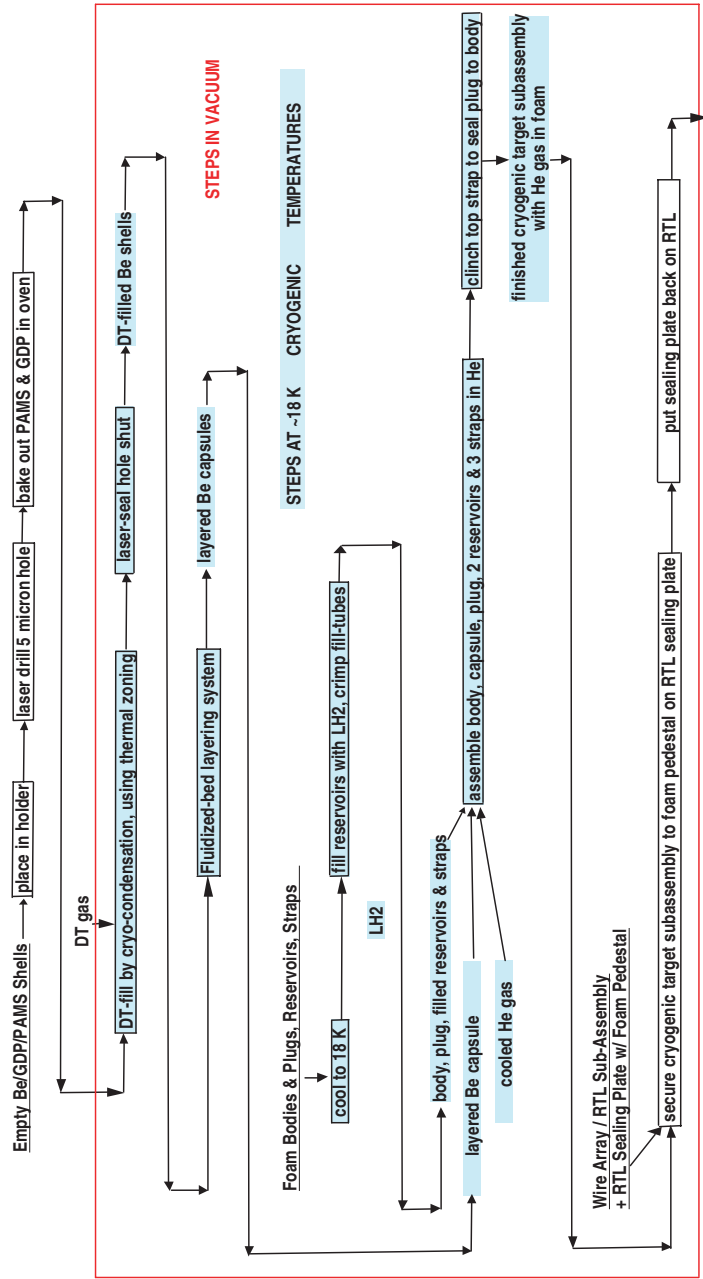 Empty Be/GDP/PAMS Shells
place in holder
laser drill 5 micron hole
bake out PAMS & GDP in oven
DT gas
DT-fill by cryo-condensation, using thermal zoning
laser-seal hole shut
DT-filled Be shells
STEPS IN VACUUM
Fluidized-bed layering system
layered Be capsules
STEPS AT ~18 K CRYOGENIC TEMPERATURES
Foam Bodies & Plugs, Reservoirs, Straps
cool to 18 K
fill reservoirs with LH2, crimp fill-tubes
LH2
body, plug, filled reservoirs & straps
layered Be capsule
cooled He gas
assemble body, capsule, plug, 2 reservoirs & 3 straps in He
clinch top strap to seal plug to body
finished cryogenic target subassembly
with He gas in foam
Wire Array / RTL Sub-Assembly
+ RTL Sealing Plate w/ Foam Pedestal
secure cryogenic target subassembly to foam pedestal on RTL sealing plate
put sealing plate back on RTL